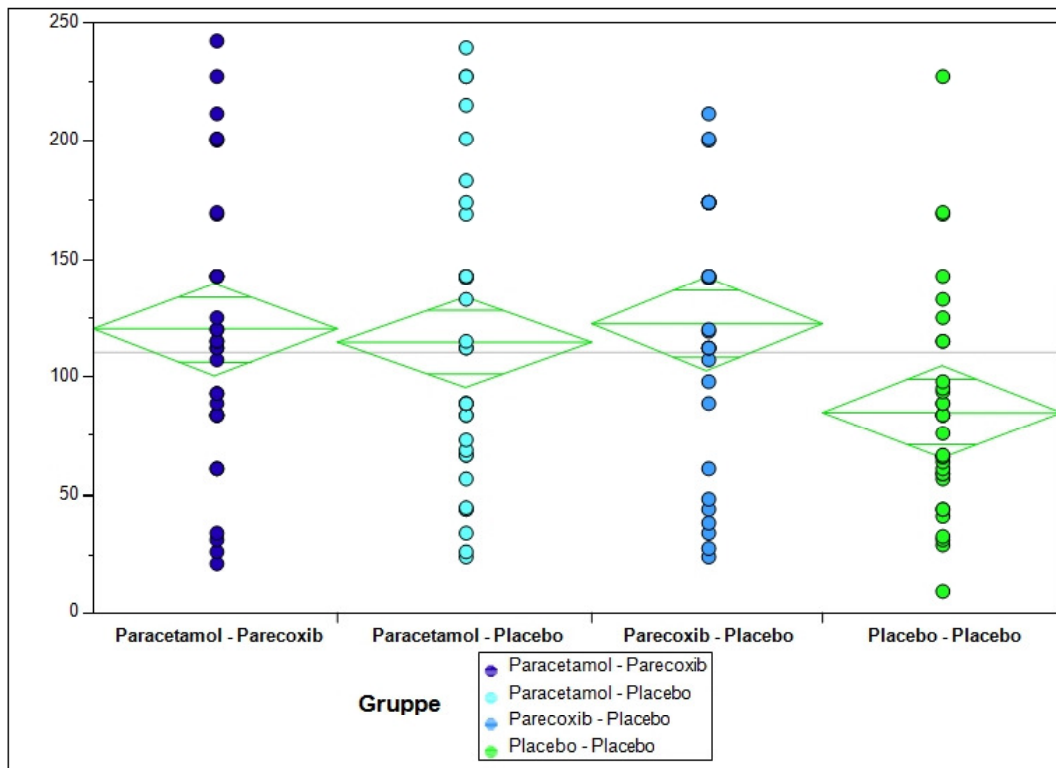 250
200
150
100
50
0
Paracetamol - Parecoxib Paracetamol - Placebo Parecoxib - Placebo Placebo - Placebo
Gruppe
Paracetamol - Parecoxib
Paracetamol - Placebo
Parecoxib - Placebo
Placebo - Placebo